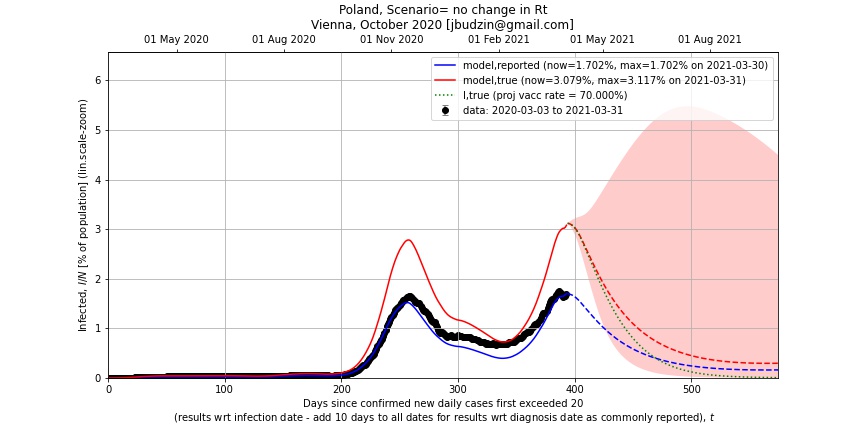 Poland, Scenario= no change in Rt
Vienna, October 2020 [jbudzin@gmail.com]
01 May 2020 01 Aug 2020 01 Nov 2020 01 Feb 2021 01 May 2021 01 Aug 2021
model,reported (now=1.702%, max=1.702% on 2021-03-30)
model,true (now=3.079%, max=3.117% on 2021-03-31)
I,true (proj vacc rate = 70.000%)
data: 2020-03-03 to 2021-03-31
Infected, I/N [% of population] (lin.scale-zoom)
6
5
4
3
2
1
0
0 100 200 300 400 500
Days since confirmed new daily cases first exceeded 20
(results wrt infection date - add 10 days to all dates for results wrt diagnosis date as commonly reported), t